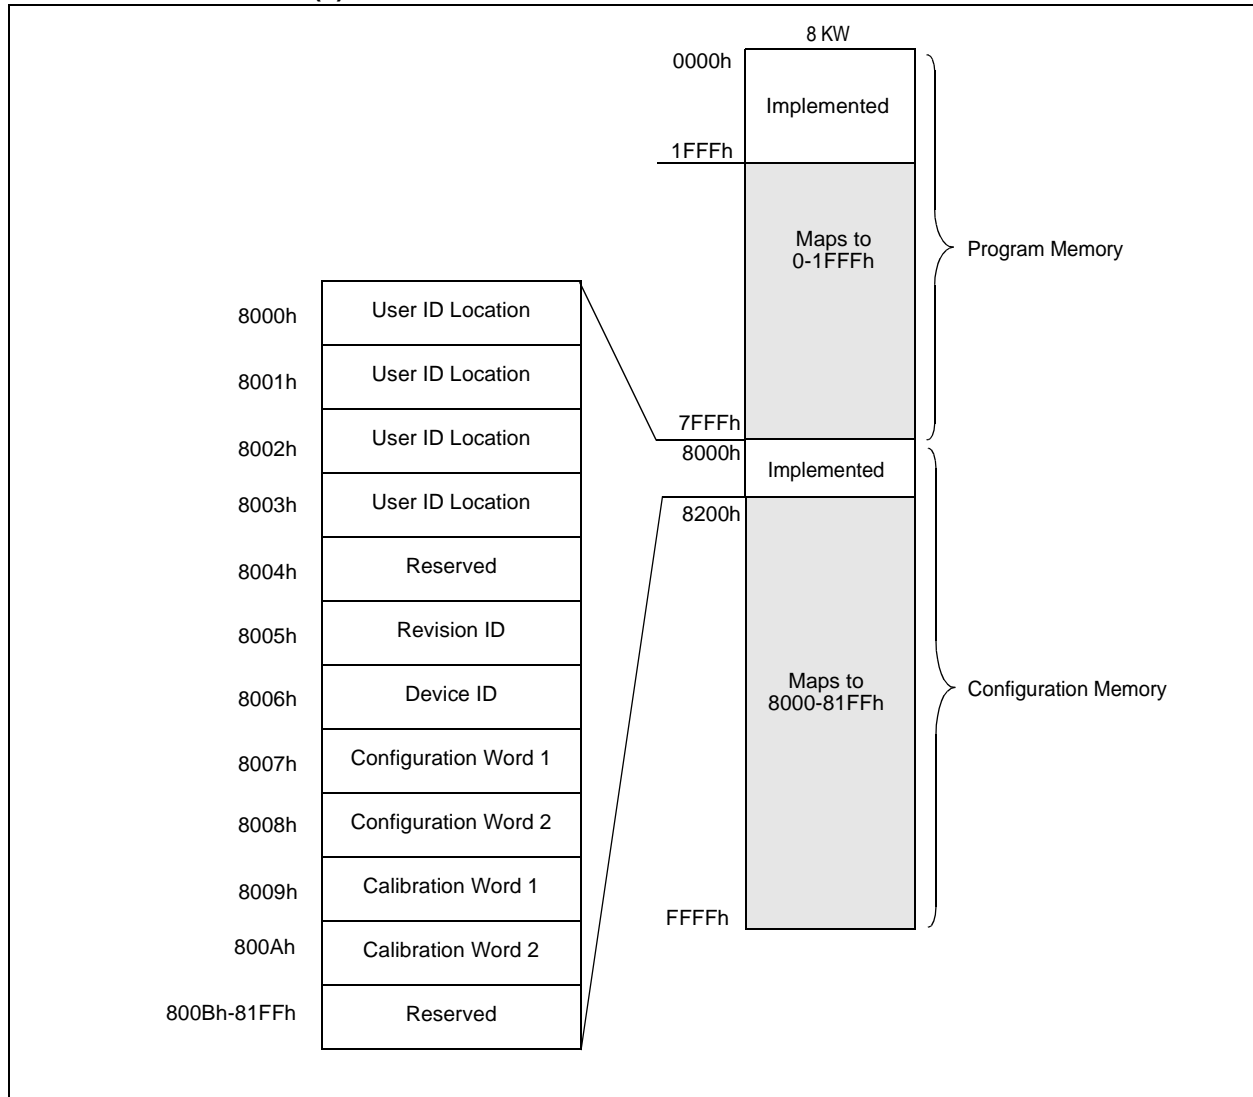 8 KW
0000h
Implemented
1FFFh
Maps to
0-1FFFh
Program Memory
7FFFh
8000h
Implemented
8200h
Maps to
8000-81FFh
Configuration Memory
FFFFh
8000h User ID Location
8001h User ID Location
8002h User ID Location
8003h User ID Location
8004h Reserved
8005h Revision ID
8006h Device ID
8007h Configuration Word 1
8008h Configuration Word 2
8009h Calibration Word 1
800Ah Calibration Word 2
800Bh-81FFh Reserved